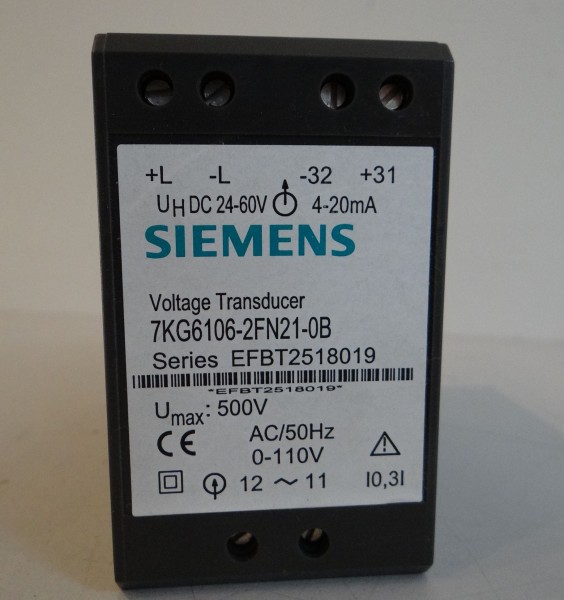 +L -L -32 +31
UH DC 24-60V 4-20mA
SIEMENS
Voltage Transducer
7KG6106-2FN21-0B
Series EFBT2518019
*EFBT2518019*
Umax: 500V
CE AC/50Hz
0-110V
12 ~ 11 I0,3I